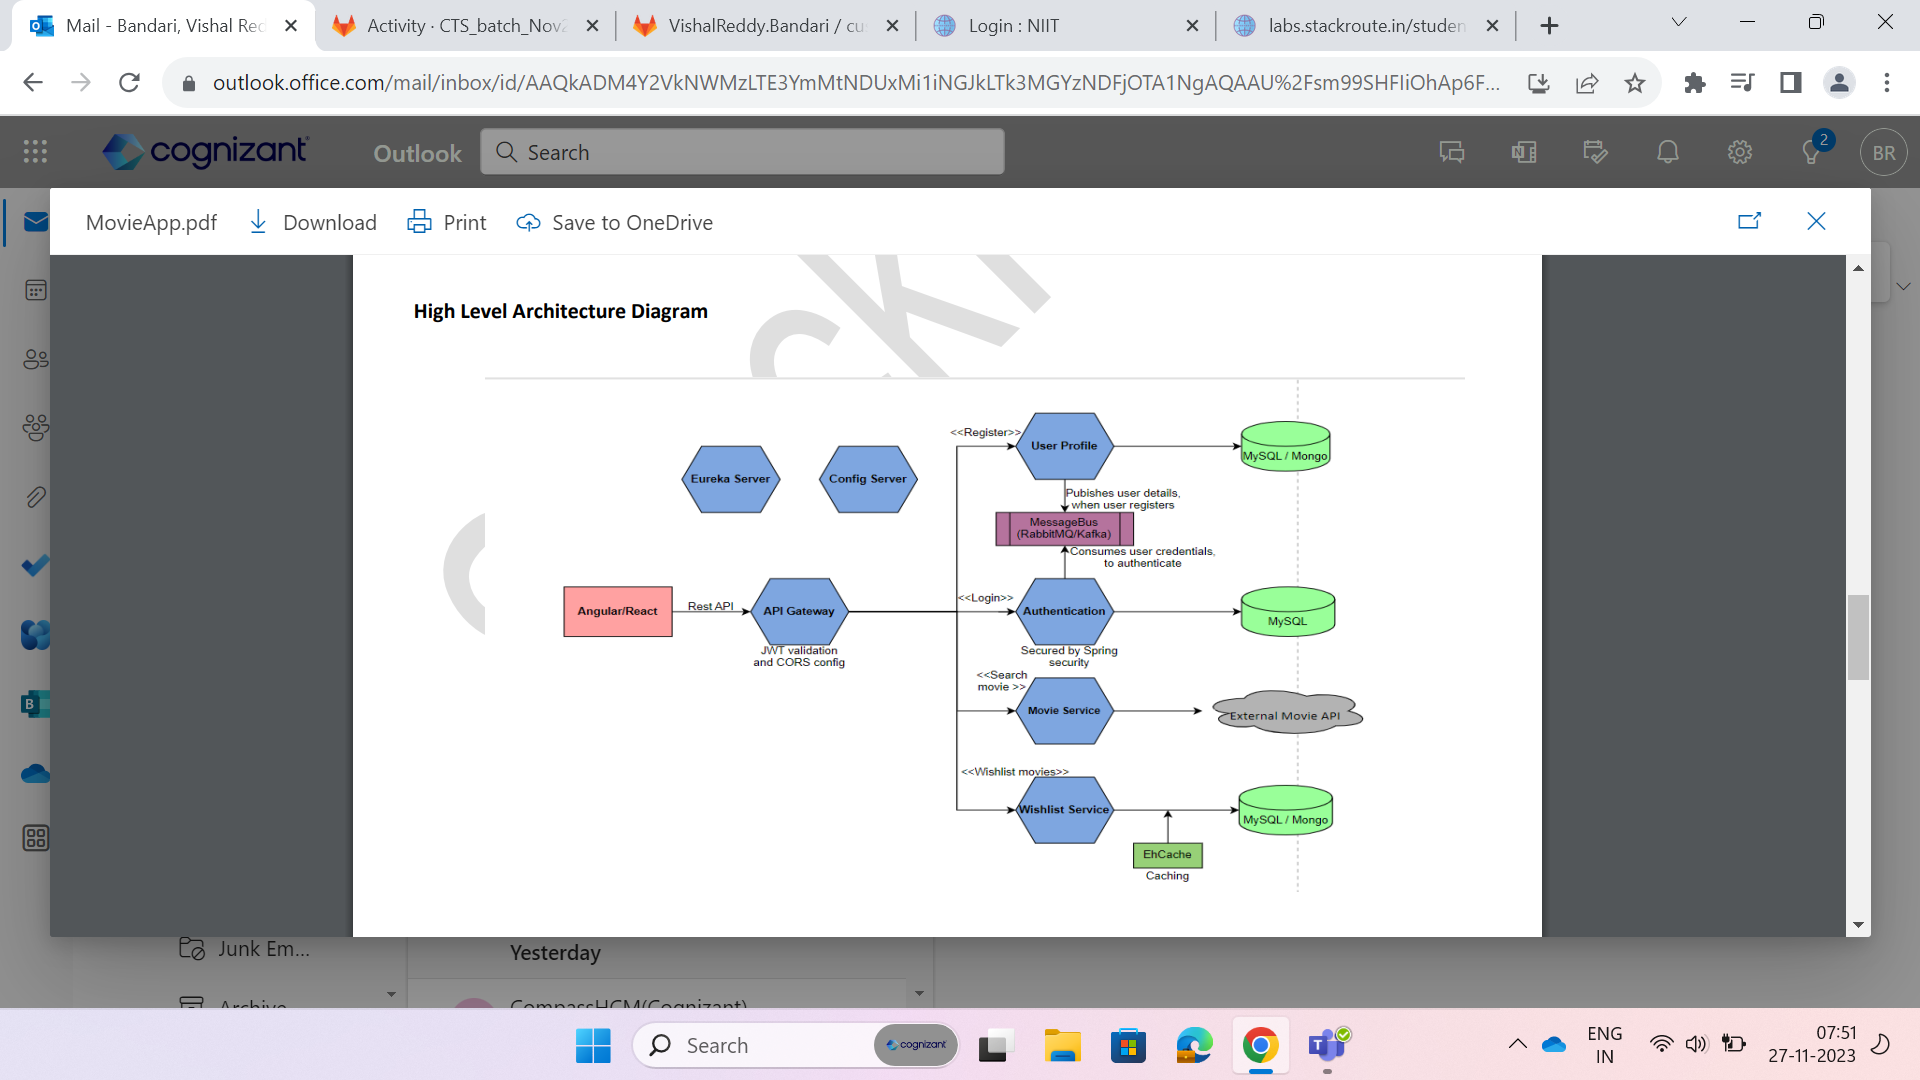 Mail - Bandari, Vishal Red
Activity · CTS_batch_Nov2
VishalReddy.Bandari / cu
Login : NIIT
labs.stackroute.in/studen
outlook.office.com/mail/inbox/id/AAQkADM4Y2VkNWMzLTE3YmMtNDUxMi1iNGJkLTk3MGYzNDFjOTA1NgAQAAU%2Fsm99SHFIiOhAp6F...
cognizant
Outlook
Search
2
BR
MovieApp.pdf
Download
Print
Save to OneDrive
High Level Architecture Diagram
<<Register>>
User Profile
MySQL / Mongo
Eureka Server
Config Server
Pubishes user details,
when user registers
MessageBus
(RabbitMQ/Kafka)
Consumes user credentials,
to authenticate
Angular/React
Rest API
API Gateway
<<Login>>
Authentication
MySQL
JWT validation
and CORS config
Secured by Spring
security
<<Search
movie >>
Movie Service
External Movie API
<<Wishlist movies>>
Wishlist Service
MySQL / Mongo
EhCache
Caching
Junk Em...
Yesterday
Archive
CompassHCM(Cognizant)
Search
cognizant
ENG
IN
07:51
27-11-2023